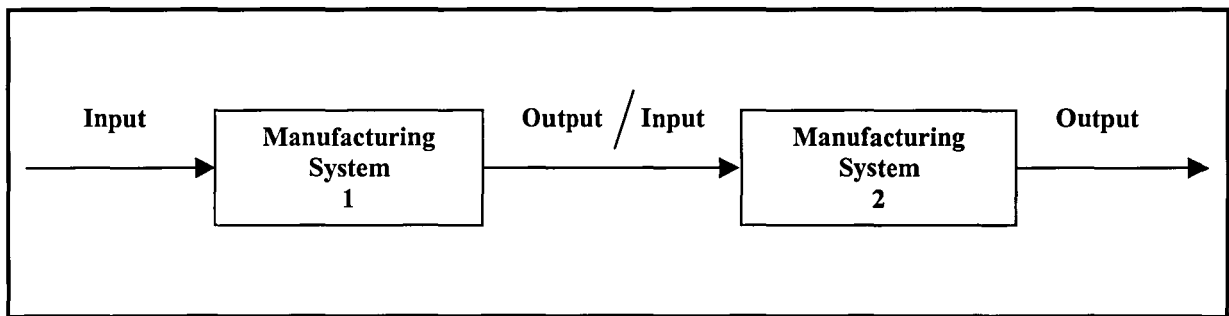 Input
Manufacturing
System
1
Output / Input
Manufacturing
System
2
Output